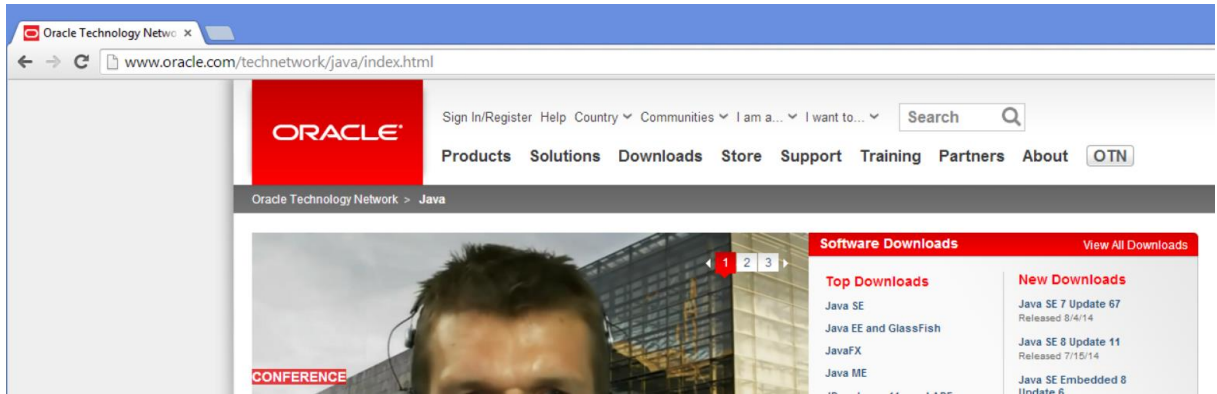 Oracle Technology Netwo
www.oracle.com/technetwork/java/index.html
ORACLE
Sign In/Register Help Country Communities I am a... I want to... Search
Products Solutions Downloads Store Support Training Partners About OTN
Oracle Technology Network > Java
1 2 3
CONFERENCE
Software Downloads View All Downloads
Top Downloads
Java SE
Java EE and GlassFish
JavaFX
Java ME
New Downloads
Java SE 7 Update 67
Released 8/4/14
Java SE 8 Update 11
Released 7/15/14
Java SE Embedded 8
Update 6